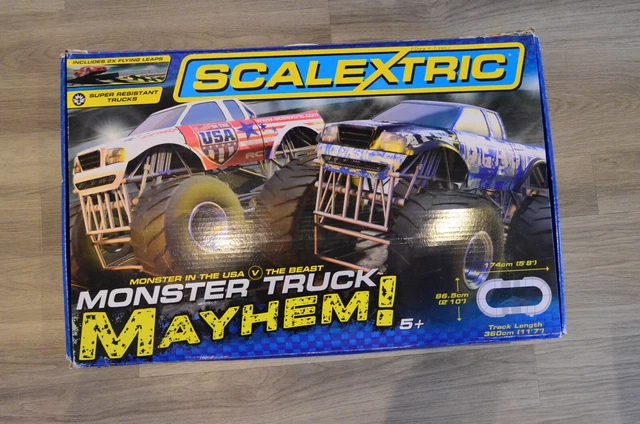 INCLUDES 2X FLYING LEAPS
SUPER RESISTANT
TRUCKS
SCALEXTRIC
USA
MONSTER IN THE USA V THE BEAST
MONSTER TRUCK
MAYHEM!
5+
174cm (5'8")
86.5cm
(2'10")
Track Length
360cm (11'7")